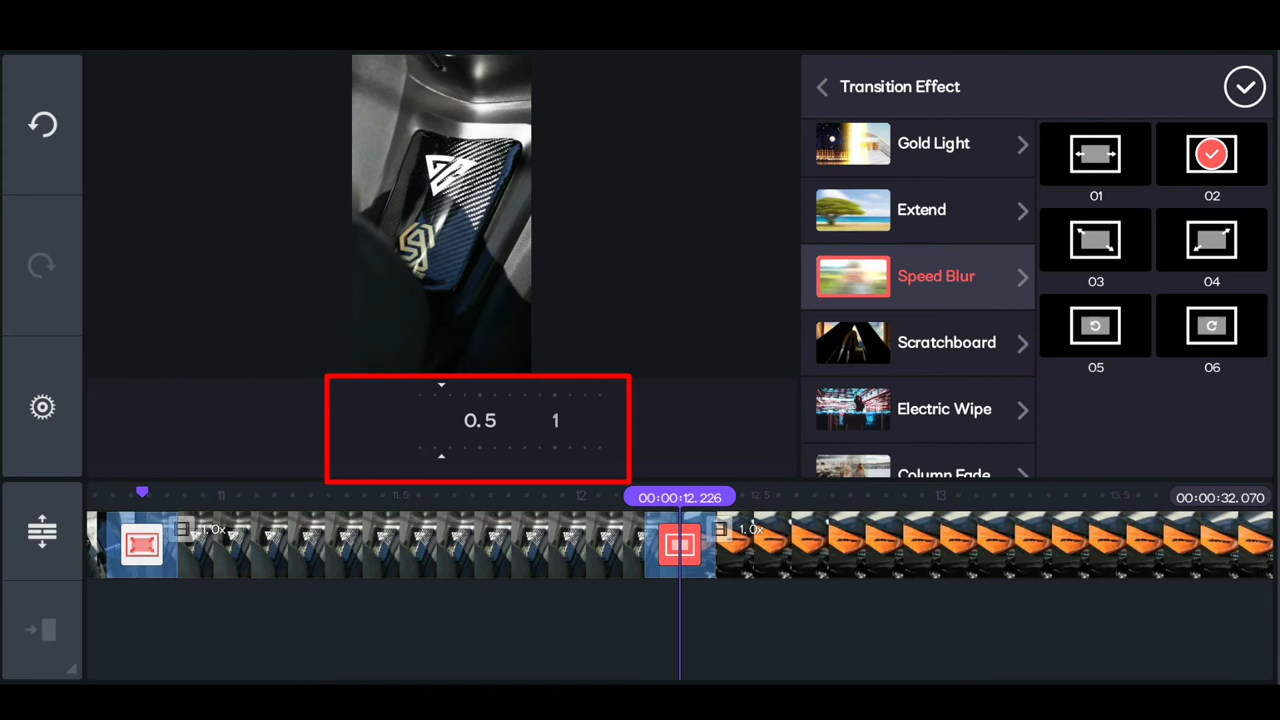 Transition Effect
Gold Light
Extend
Speed Blur
Scratchboard
Electric Wipe
Column Fade
01
02
03
04
05
06
0.5
1
11
11.5
12
00:00:12.226
12.5
13
13.5
00:00:32.070
1.0x
1.0x